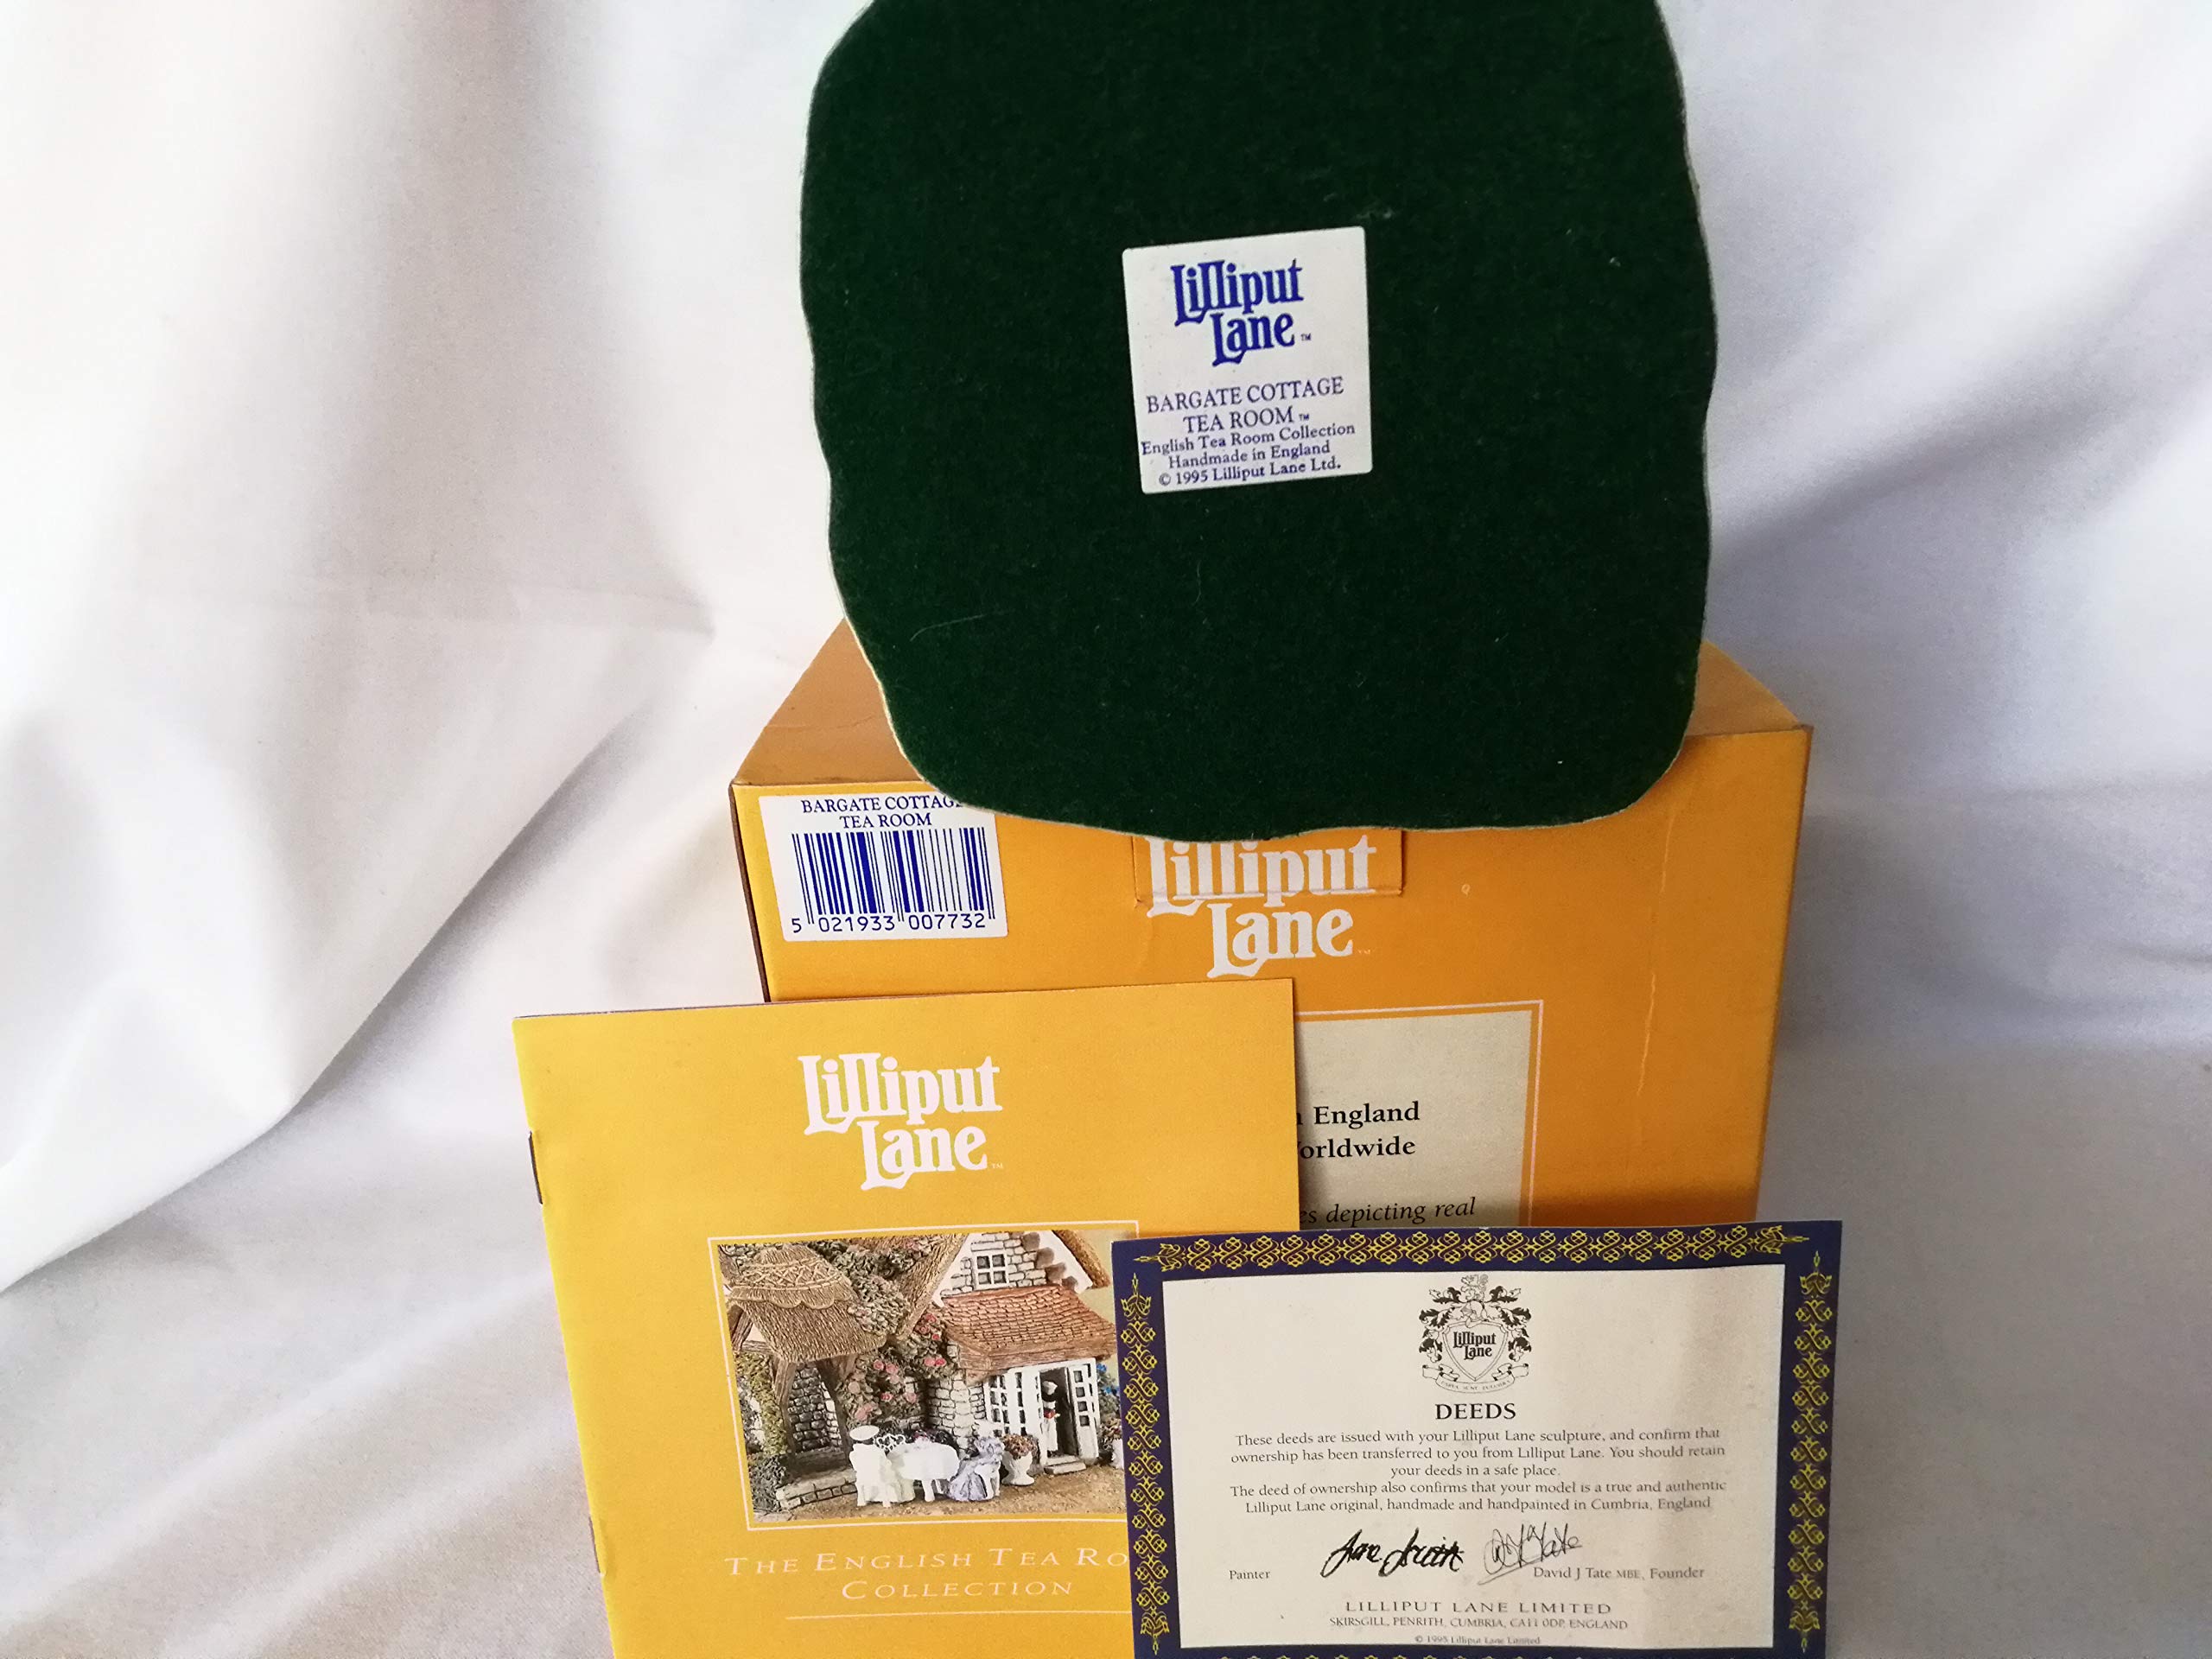 Lilliput
Lane™
BARGATE COTTAGE
TEA ROOM™
English Tea Room Collection
Handmade in England
© 1995 Lilliput Lane Ltd.
BARGATE COTTAGE
TEA ROOM
5 021933 007732
Lilliput
Lane™
England
depicting real
Lilliput
Lane™
THE ENGLISH TEA RO
COLLECTION
Lilliput
Lane
DEEDS
These deeds are issued with your Lilliput Lane sculpture, and confirm that
ownership has been transferred to you from Lilliput Lane. You should retain
your deeds in a safe place.
The deed of ownership also confirms that your model is a true and authentic
Lilliput Lane original, handmade and handpainted in Cumbria, England
Painter
David J Tate MBE, Founder
LILLIPUT LANE LIMITED
SKIRSGILL, PENRITH, CUMBRIA, CA11 0DP, ENGLAND
© 1995 Lilliput Lane Limited